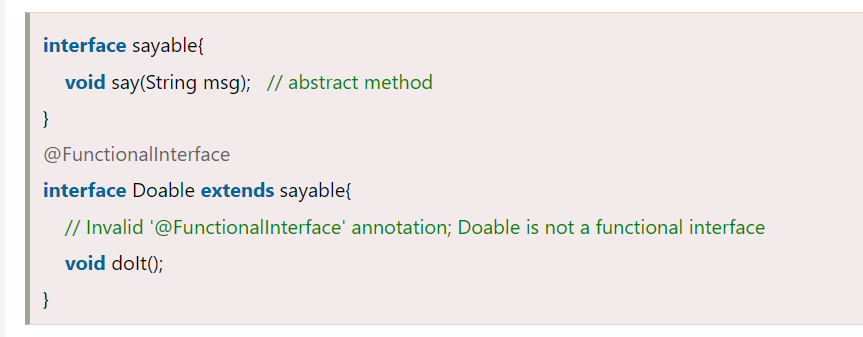 interface sayable{
void say(String msg);   // abstract method
}
@FunctionalInterface
interface Doable extends sayable{
// Invalid '@FunctionalInterface' annotation; Doable is not a functional interface
void doIt();
}